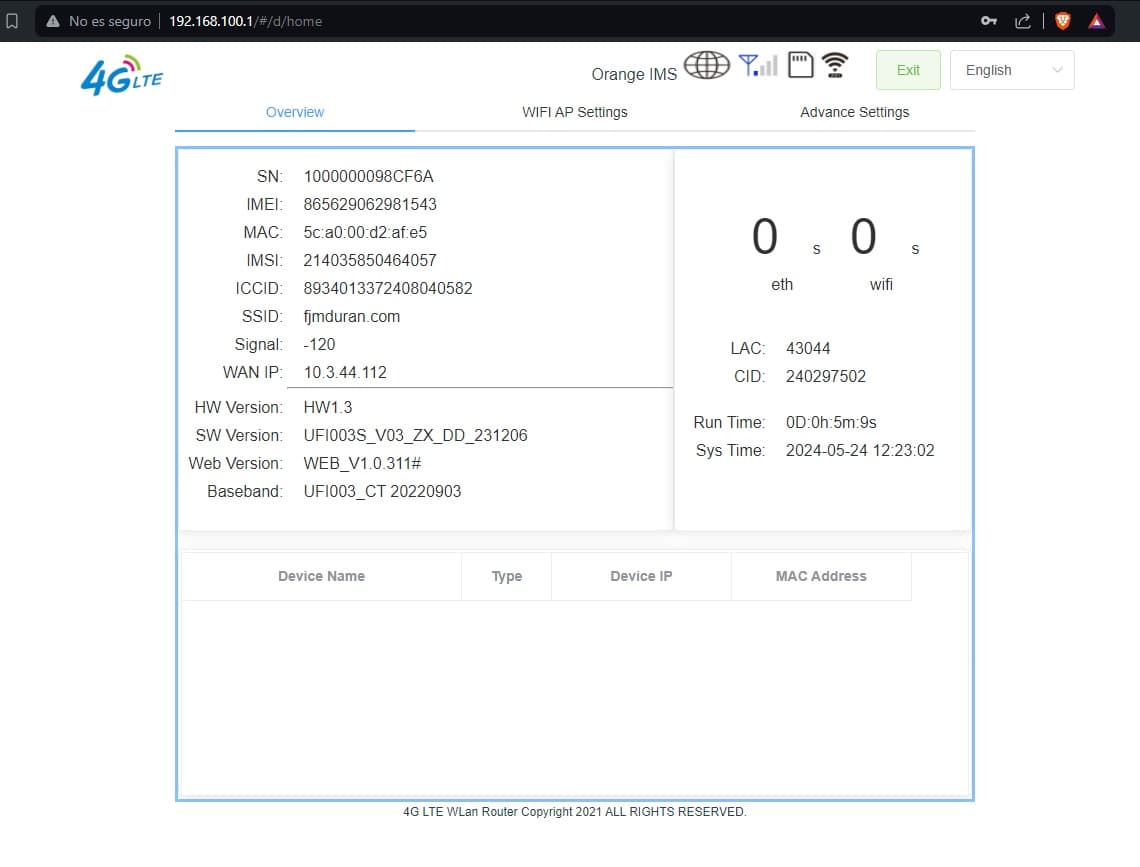 No es seguro 192.168.100.1/#/d/home
4G LTE
Orange IMS Exit English
Overview WIFI AP Settings Advance Settings
SN: 1000000098CF6A
IMEI: 865629062981543
MAC: 5c:a0:00:d2:af:e5
IMSI: 214035850464057
ICCID: 8934013372408040582
SSID: fjmduran.com
Signal: -120
WAN IP: 10.3.44.112
HW Version: HW1.3
SW Version: UFI003S_V03_ZX_DD_231206
Web Version: WEB_V1.0.311#
Baseband: UFI003_CT 20220903
0 s 0 s
eth wifi
LAC: 43044
CID: 240297502
Run Time: 0D:0h:5m:9s
Sys Time: 2024-05-24 12:23:02
Device Name Type Device IP MAC Address
4G LTE WLan Router Copyright 2021 ALL RIGHTS RESERVED.